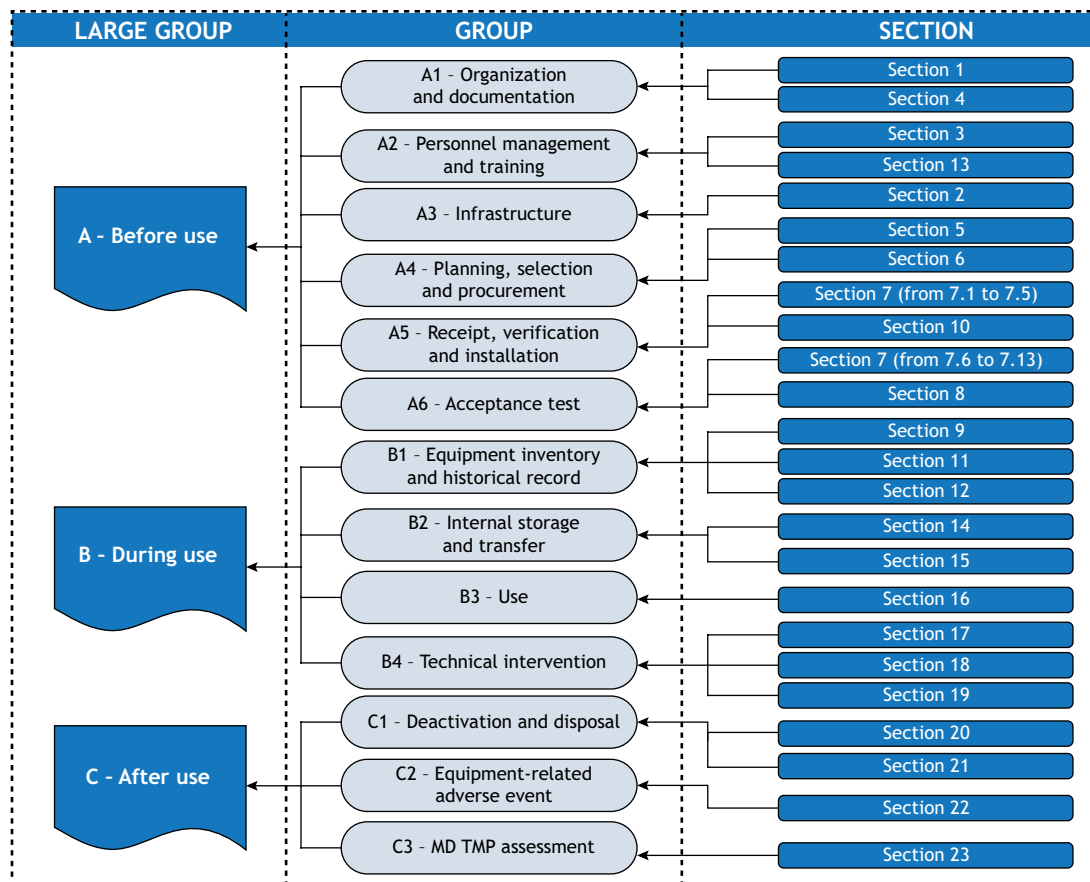 LARGE GROUP
GROUP
SECTION
A – Before use
A1 – Organization
and documentation
Section 1
Section 4
A2 – Personnel management
and training
Section 3
Section 13
A3 – Infrastructure
Section 2
A4 – Planning, selection
and procurement
Section 5
Section 6
A5 – Receipt, verification
and installation
Section 7 (from 7.1 to 7.5)
Section 10
A6 – Acceptance test
Section 7 (from 7.6 to 7.13)
Section 8
B – During use
B1 – Equipment inventory
and historical record
Section 9
Section 11
Section 12
B2 – Internal storage
and transfer
Section 14
Section 15
B3 – Use
Section 16
B4 – Technical intervention
Section 17
Section 18
Section 19
C – After use
C1 – Deactivation and disposal
Section 20
Section 21
C2 – Equipment-related
adverse event
Section 22
C3 – MD TMP assessment
Section 23